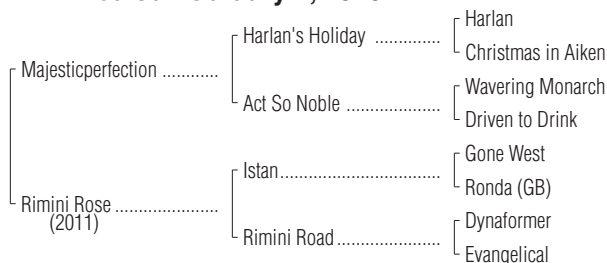 Harlan
Harlan's Holiday ..............
Christmas in Aiken
Majesticperfection ............
Wavering Monarch
Act So Noble .....................
Driven to Drink
Gone West
Istan...................................
Ronda (GB)
Rimini Rose .......................
(2011)
Dynaformer
Rimini Road.......................
Evangelical